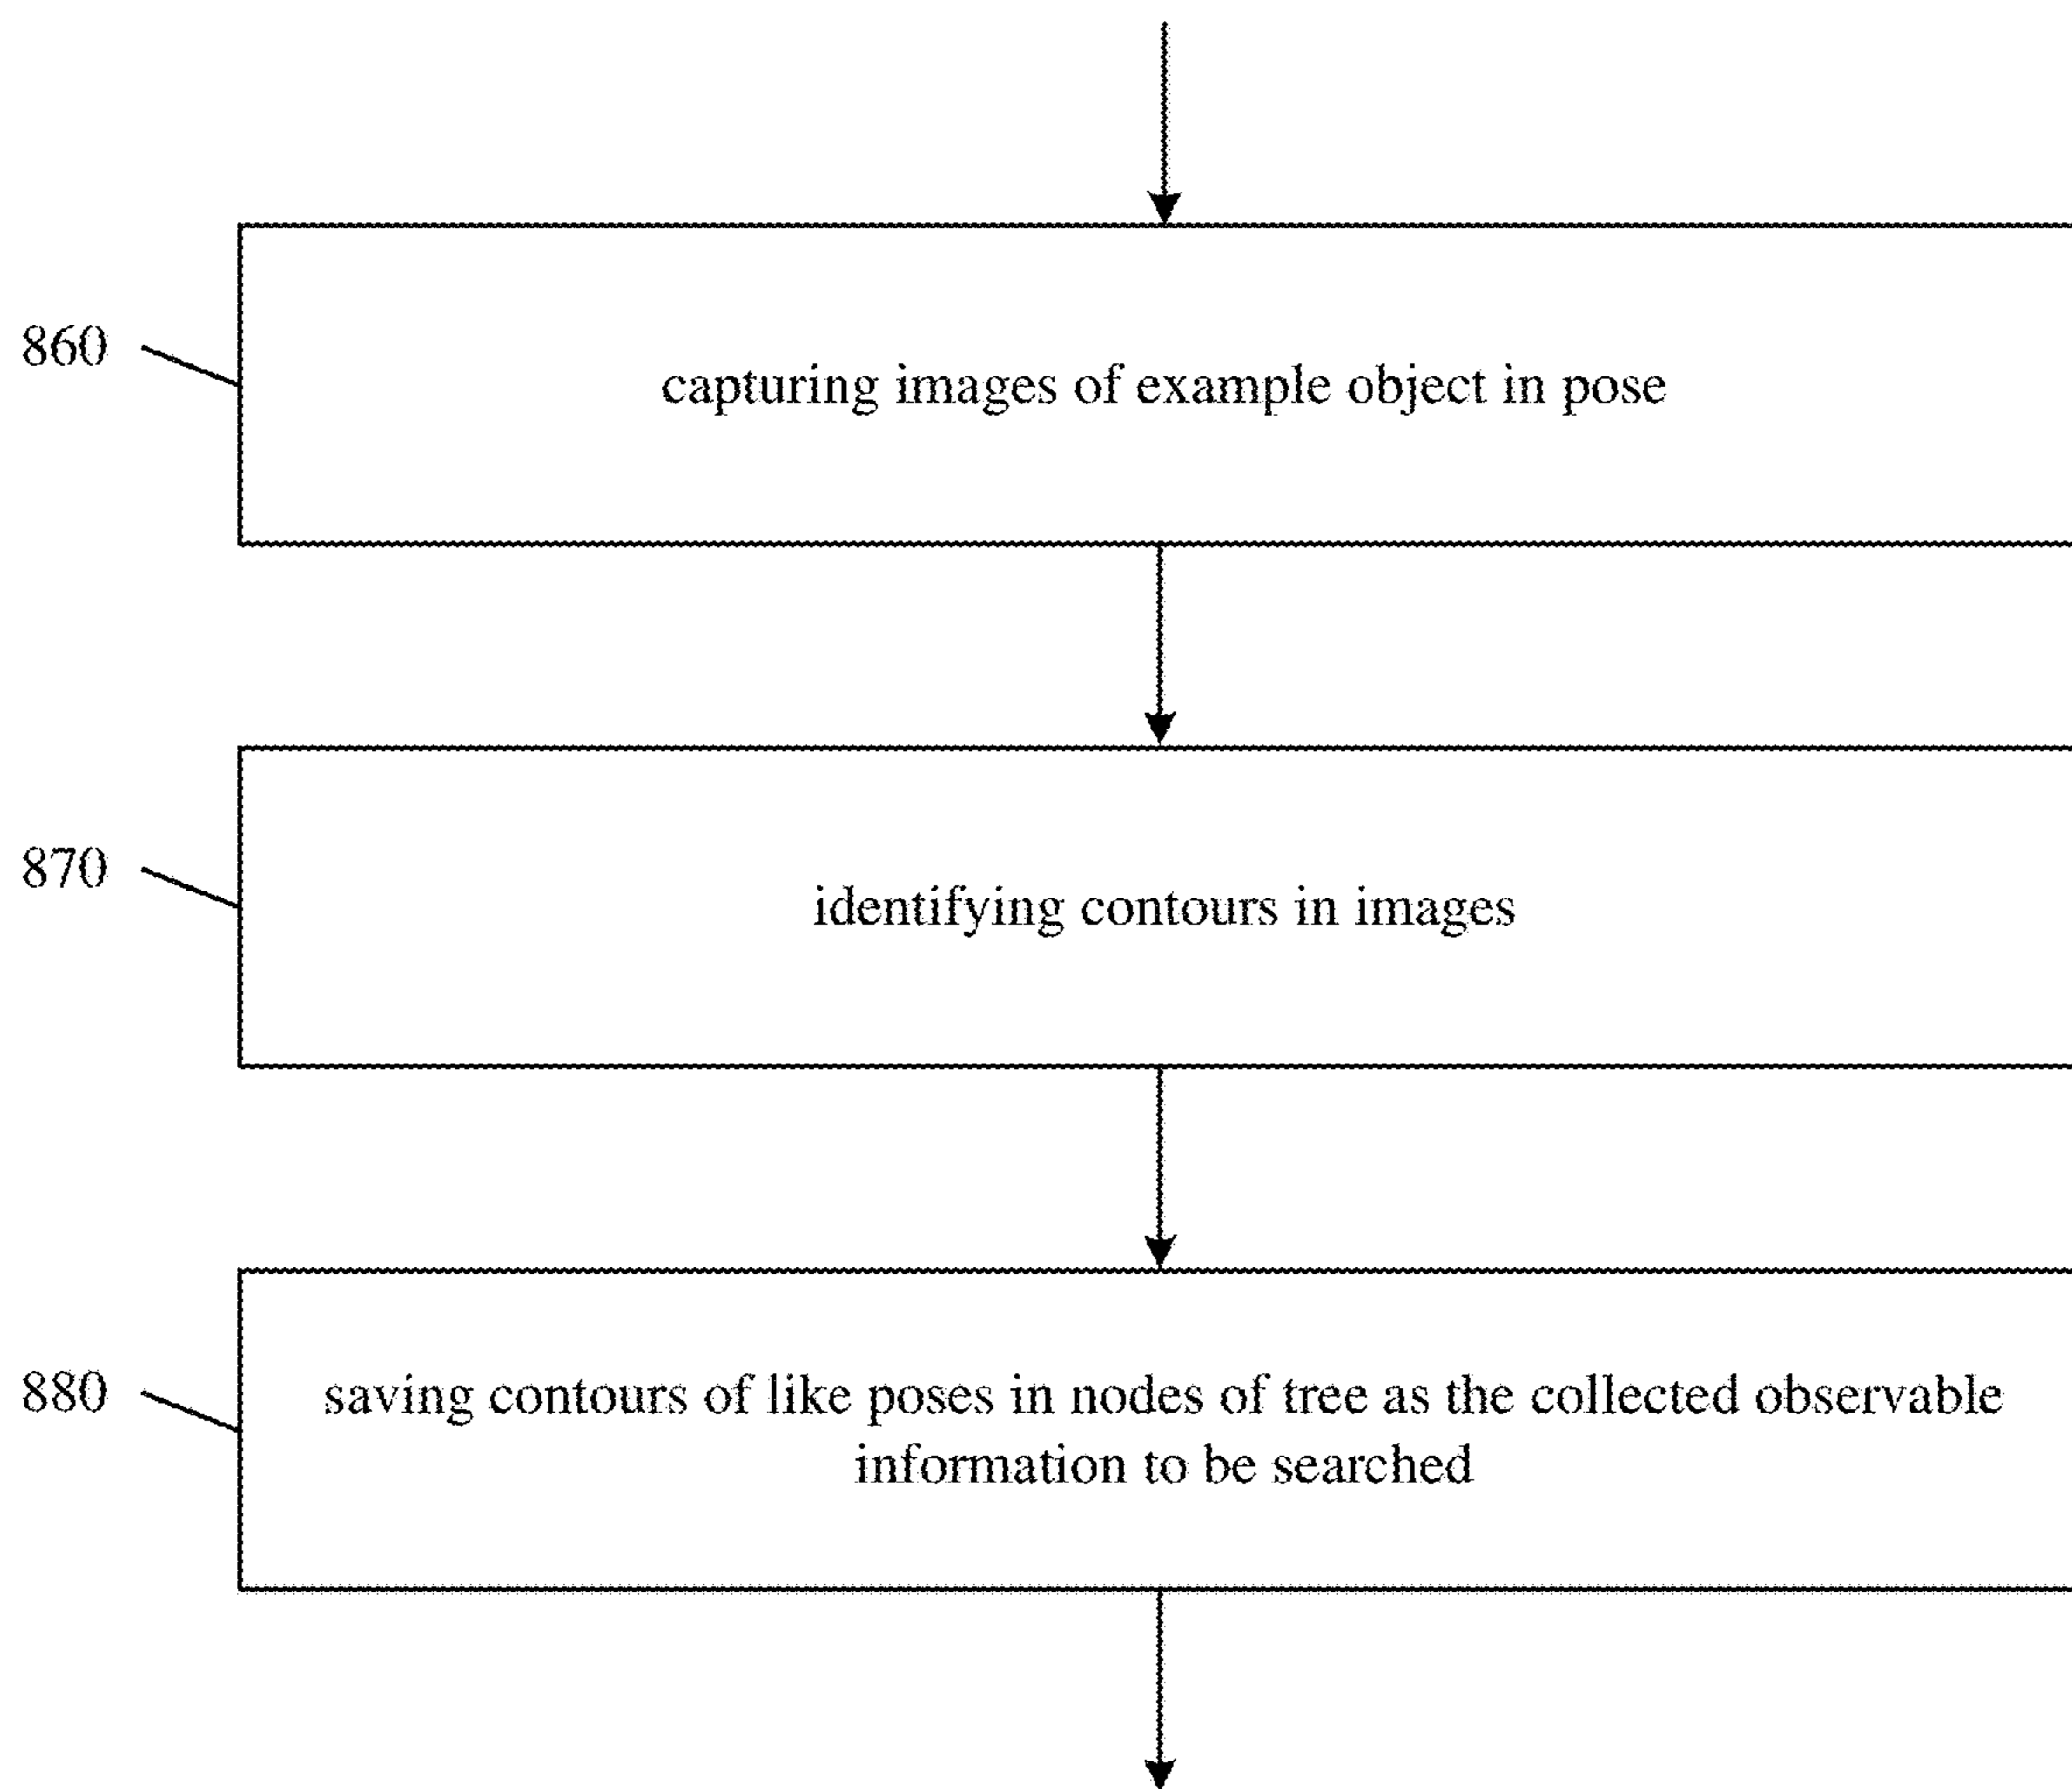 860
capturing images of example object in pose
870
identifying contours in images
880
saving contours of like poses in nodes of tree as the collected observable
information to be searched